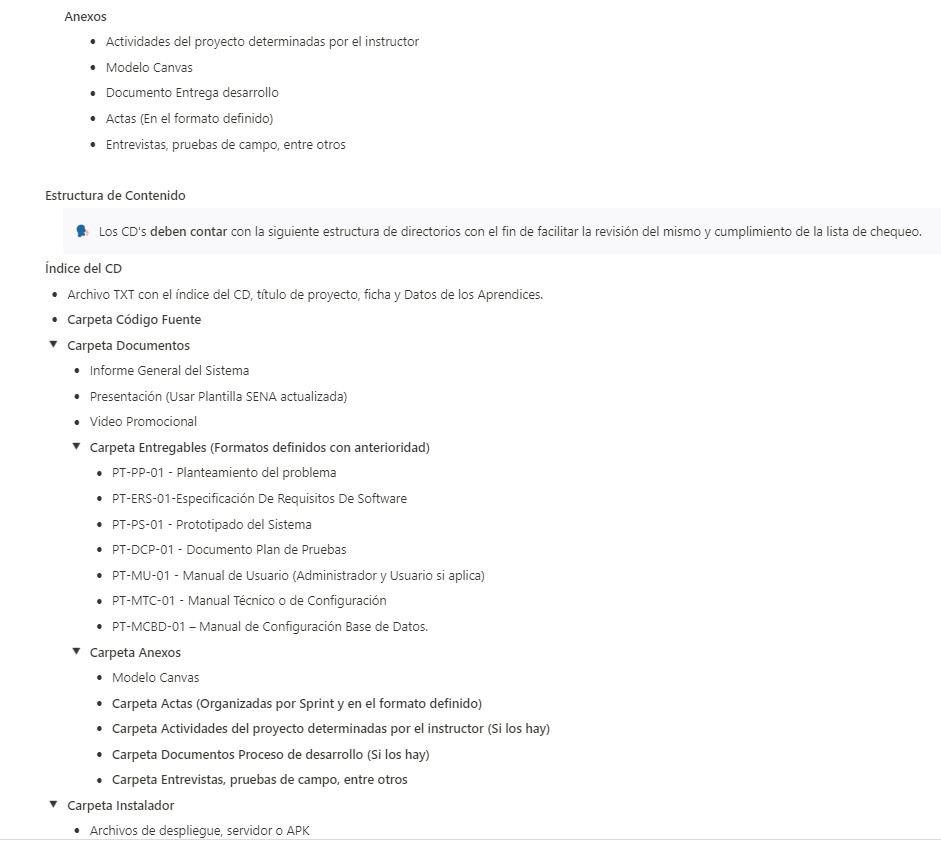 Anexos
Actividades del proyecto determinadas por el instructor
Modelo Canvas
Documento Entrega desarrollo
Actas (En el formato definido)
Entrevistas, pruebas de campo, entre otros
Estructura de Contenido
Los CD's deben contar con la siguiente estructura de directorios con el fin de facilitar la revisión del mismo y cumplimiento de la lista de chequeo.
Índice del CD
Archivo TXT con el índice del CD, título de proyecto, ficha y Datos de los Aprendices.
Carpeta Código Fuente
Carpeta Documentos
Informe General del Sistema
Presentación (Usar Plantilla SENA actualizada)
Video Promocional
Carpeta Entregables (Formatos definidos con anterioridad)
PT-PP-01 - Planteamiento del problema
PT-ERS-01-Especificación De Requisitos De Software
PT-PS-01 - Prototipado del Sistema
PT-DCP-01 - Documento Plan de Pruebas
PT-MU-01 - Manual de Usuario (Administrador y Usuario si aplica)
PT-MTC-01 - Manual Técnico o de Configuración
PT-MCBD-01 – Manual de Configuración Base de Datos.
Carpeta Anexos
Modelo Canvas
Carpeta Actas (Organizadas por Sprint y en el formato definido)
Carpeta Actividades del proyecto determinadas por el instructor (Si los hay)
Carpeta Documentos Proceso de desarrollo (Si los hay)
Carpeta Entrevistas, pruebas de campo, entre otros
Carpeta Instalador
Archivos de despliegue, servidor o APK